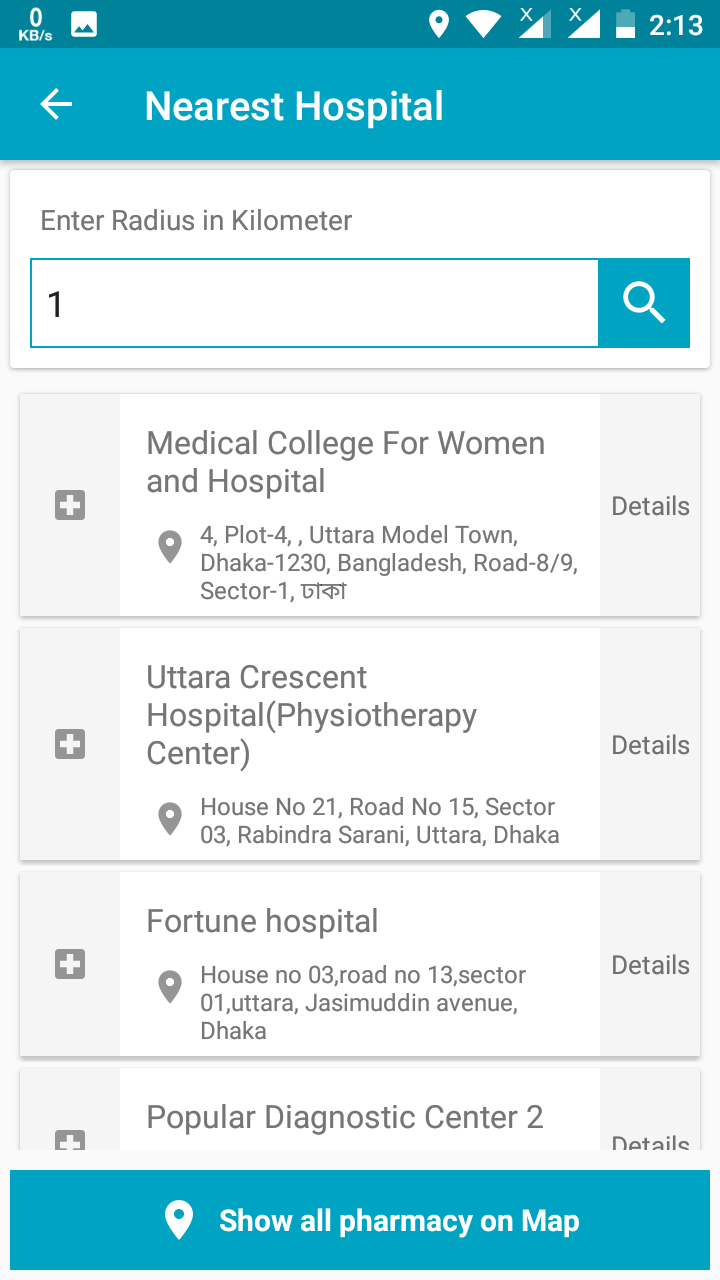 0
KB/s
X
X
2:13
Nearest Hospital
Enter Radius in Kilometer
1
Medical College For Women
and Hospital
4, Plot-4, , Uttara Model Town,
Dhaka-1230, Bangladesh, Road-8/9,
Sector-1, ঢাকা
Details
Uttara Crescent
Hospital(Physiotherapy
Center)
House No 21, Road No 15, Sector
03, Rabindra Sarani, Uttara, Dhaka
Details
Fortune hospital
House no 03,road no 13,sector
01,uttara, Jasimuddin avenue,
Dhaka
Details
Popular Diagnostic Center 2
Details
Show all pharmacy on Map